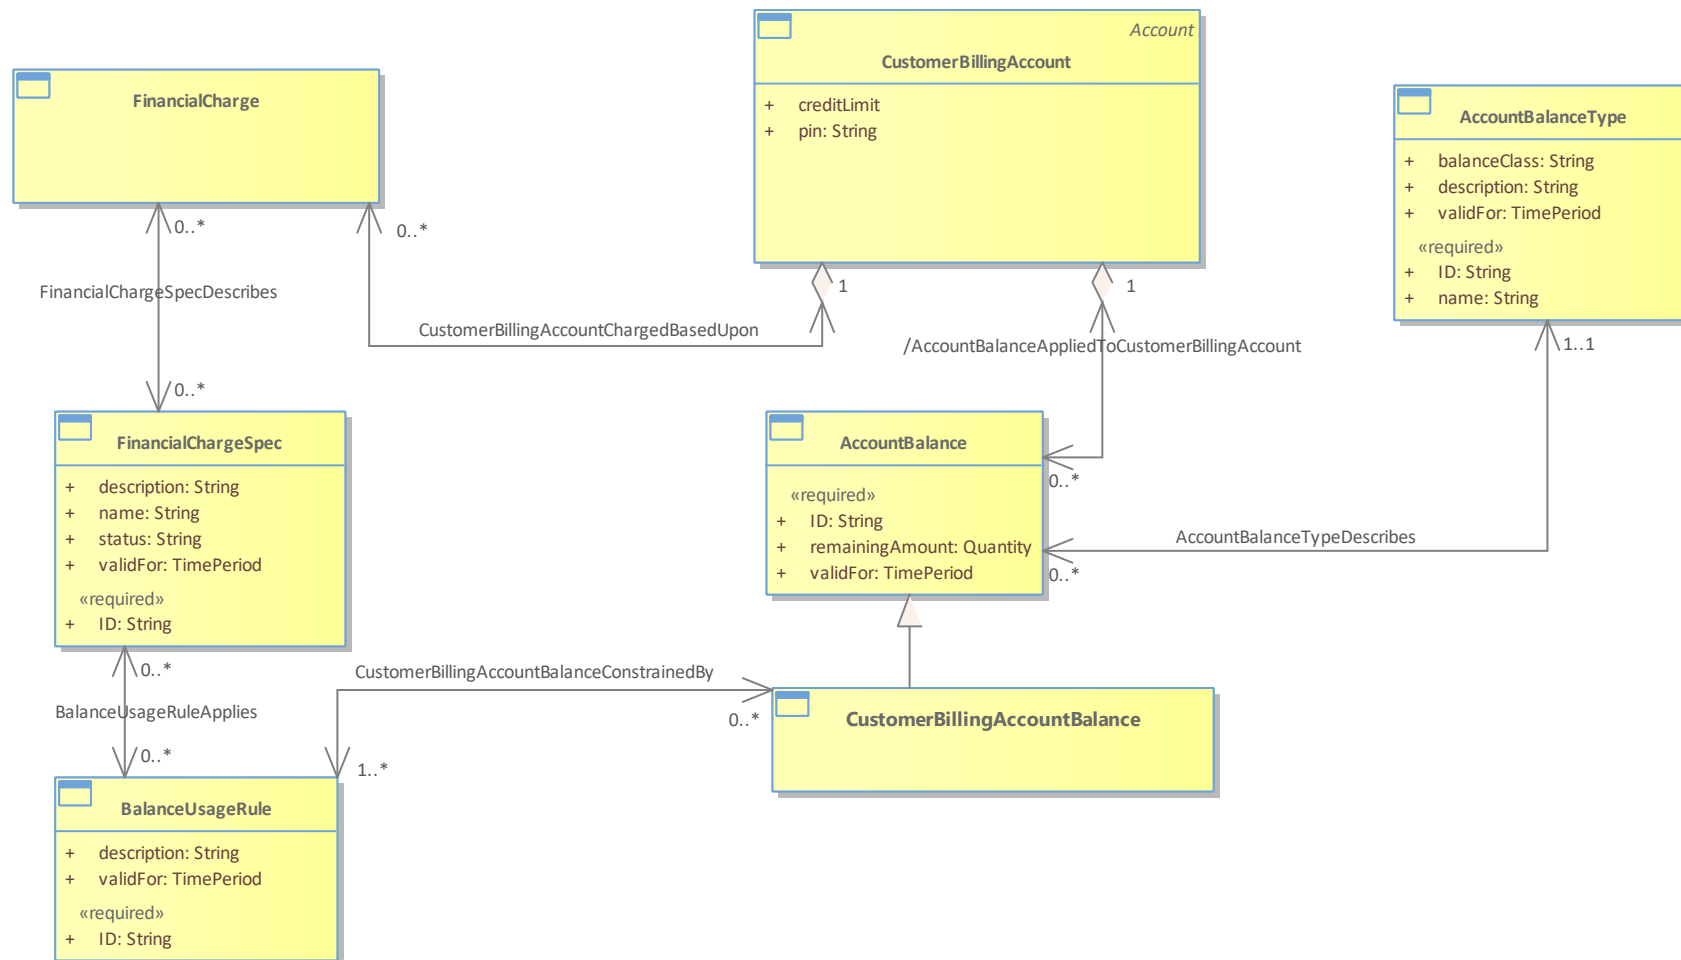 Account
CustomerBillingAccount
+ creditLimit
+ pin: String
FinancialCharge
AccountBalanceType
+ balanceClass: String
+ description: String
+ validFor: TimePeriod
«required»
+ ID: String
+ name: String
0..*
0..*
FinancialChargeSpecDescribes
1
1
CustomerBillingAccountChargedBasedUpon
/AccountBalanceAppliedToCustomerBillingAccount
1..1
0..*
FinancialChargeSpec
+ description: String
+ name: String
+ status: String
+ validFor: TimePeriod
«required»
+ ID: String
AccountBalance
«required»
+ ID: String
+ remainingAmount: Quantity
+ validFor: TimePeriod
0..*
AccountBalanceTypeDescribes
0..*
0..*
BalanceUsageRuleApplies
0..*
CustomerBillingAccountBalanceConstrainedBy
0..*
1..*
CustomerBillingAccountBalance
BalanceUsageRule
+ description: String
+ validFor: TimePeriod
«required»
+ ID: String